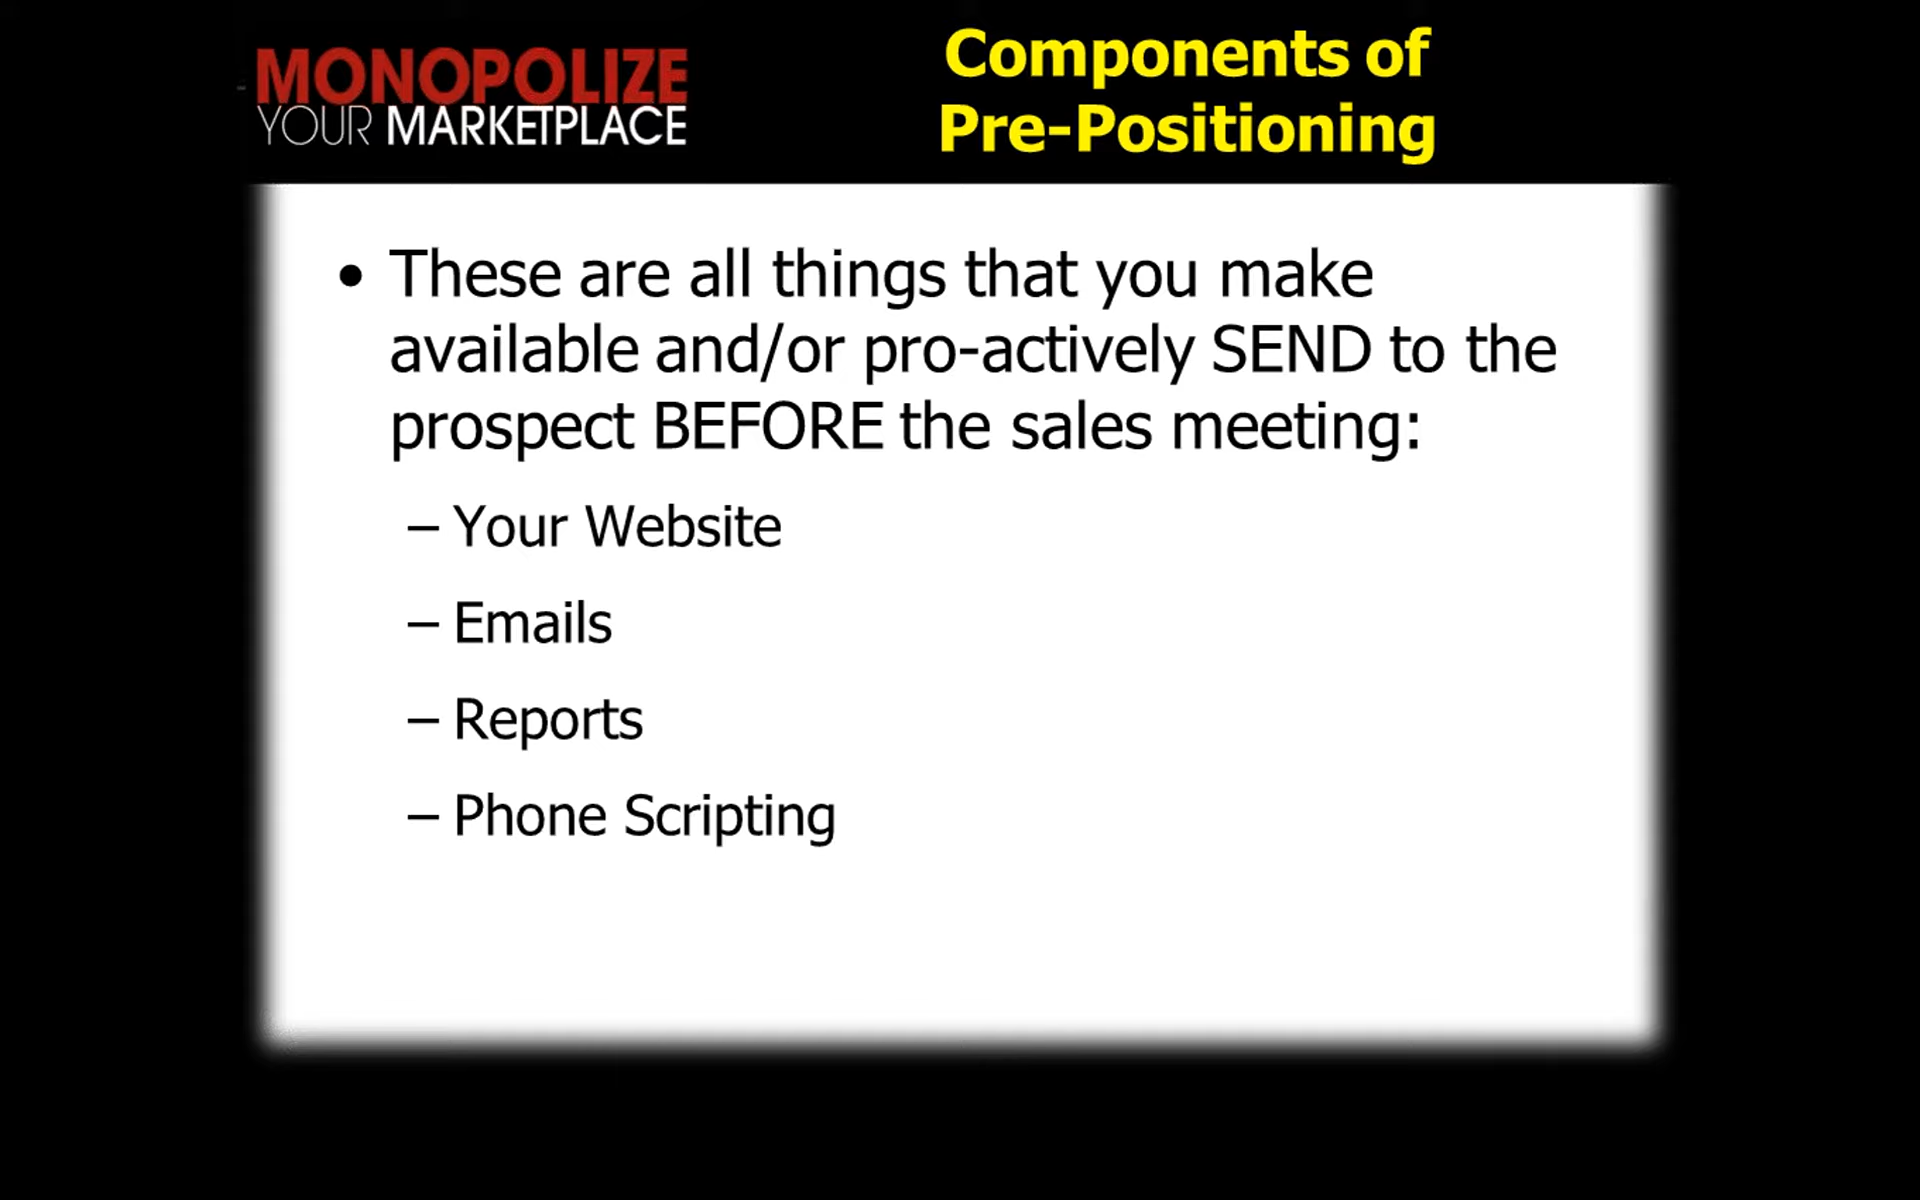 MONOPOLIZE
YOUR MARKETPLACE
Components of
Pre-Positioning
• These are all things that you make
available and/or pro-actively SEND to the
prospect BEFORE the sales meeting:
– Your Website
– Emails
– Reports
– Phone Scripting